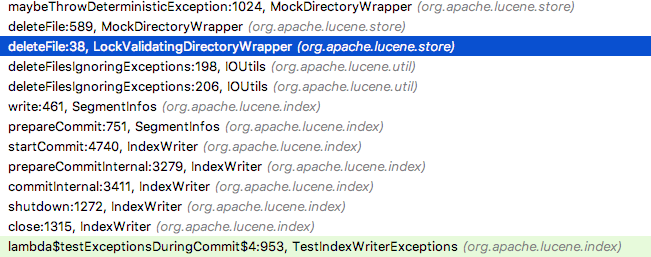 maybeThrowDeterministicException:1024, MockDirectoryWrapper (org.apache.lucene.store)
deleteFile:589, MockDirectoryWrapper (org.apache.lucene.store)
deleteFile:38, LockValidatingDirectoryWrapper (org.apache.lucene.store)
deleteFilesIgnoringExceptions:198, IOUtils (org.apache.lucene.util)
deleteFilesIgnoringExceptions:206, IOUtils (org.apache.lucene.util)
write:461, SegmentInfos (org.apache.lucene.index)
prepareCommit:751, SegmentInfos (org.apache.lucene.index)
startCommit:4740, IndexWriter (org.apache.lucene.index)
prepareCommitInternal:3279, IndexWriter (org.apache.lucene.index)
commitInternal:3411, IndexWriter (org.apache.lucene.index)
shutdown:1272, IndexWriter (org.apache.lucene.index)
close:1315, IndexWriter (org.apache.lucene.index)
lambda$testExceptionsDuringCommit$4:953, TestIndexWriterExceptions (org.apache.lucene.index)